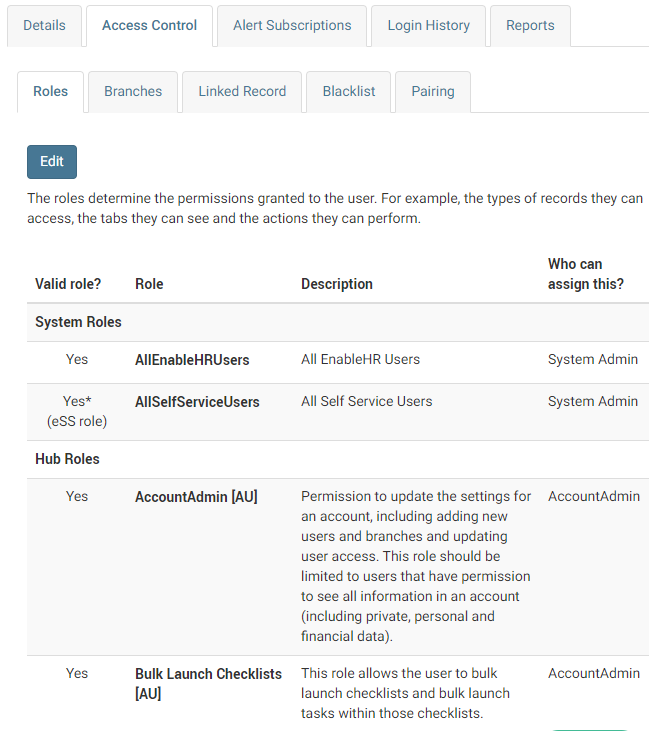 Details Access Control Alert Subscriptions Login History Reports
Roles Branches Linked Record Blacklist Pairing
Edit
The roles determine the permissions granted to the user. For example, the types of records they can
access, the tabs they can see and the actions they can perform.
Who can
Valid role? Role Description assign this?
System Roles
Yes AllEnableHRUsers All EnableHR Users System Admin
Yes* AllSelfServiceUsers All Self Service Users System Admin
(eSS role)
Hub Roles
Yes AccountAdmin [AU] Permission to update the settings for AccountAdmin
an account, including adding new
users and branches and updating
user access. This role should be
limited to users that have permission
to see all information in an account
(including private, personal and
financial data).
Yes Bulk Launch Checklists This role allows the user to bulk AccountAdmin
[AU] launch checklists and bulk launch
tasks within those checklists.